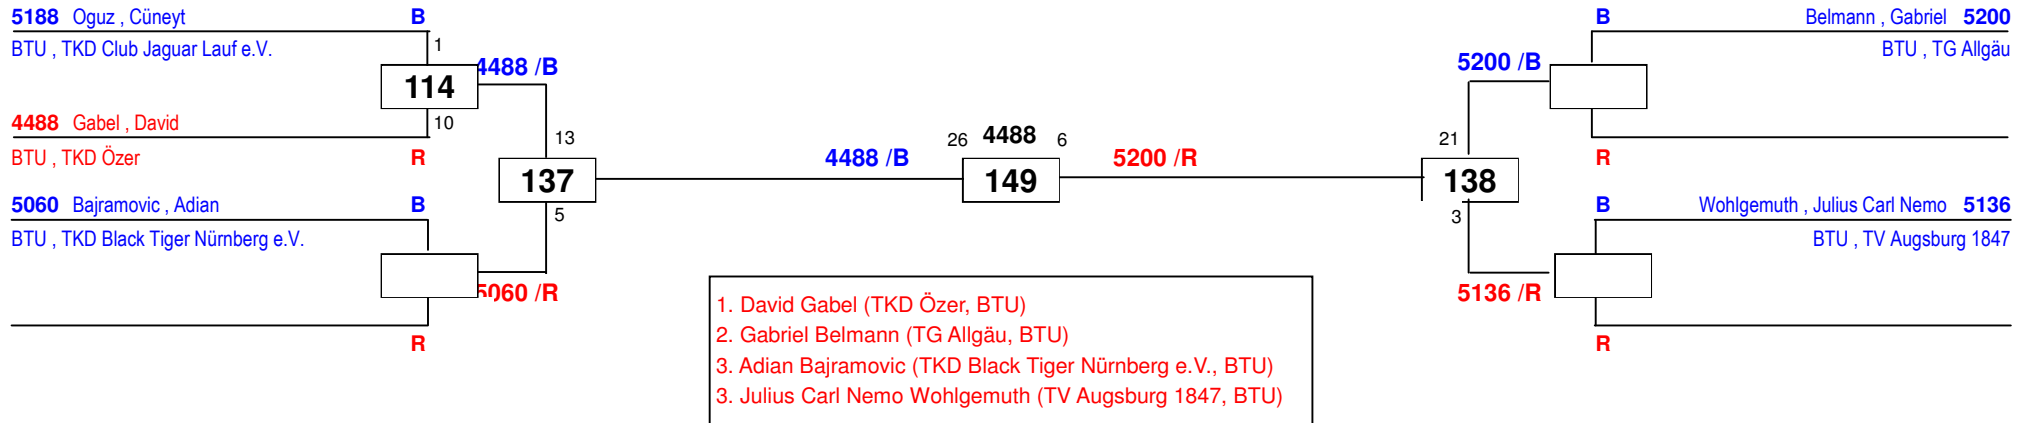 5188 Oguz , Cüneyt B
BTU , TKD Club Jaguar Lauf e.V.
1
114
4488 /B
4488 Gabel , David
10
BTU , TKD Özer R
13
137
5
5060 Bajramovic , Adian B
BTU , TKD Black Tiger Nürnberg e.V.
5060 /R
R
4488 /B
26 4488 6
149
5200 /R
B Belmann , Gabriel 5200
BTU , TG Allgäu
5200 /B
R
21
138
3
B Wohlgemuth , Julius Carl Nemo 5136
BTU , TV Augsburg 1847
5136 /R
R
1. David Gabel (TKD Özer, BTU)
2. Gabriel Belmann (TG Allgäu, BTU)
3. Adian Bajramovic (TKD Black Tiger Nürnberg e.V., BTU)
3. Julius Carl Nemo Wohlgemuth (TV Augsburg 1847, BTU)